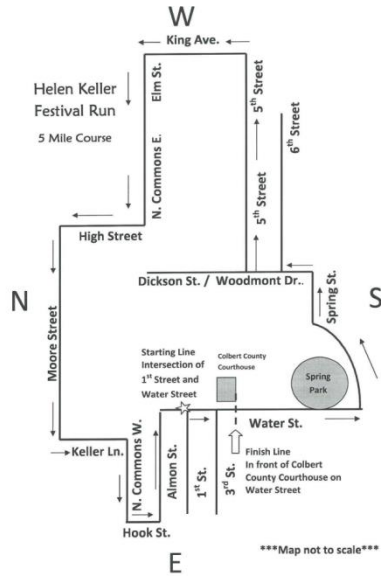 W
King Ave.
Helen Keller
Festival Run
5 Mile Course
Elm St.
N. Commons E.
5th Street
5th Street
6th Street
High Street
N
Moore Street
Dickson St. / Woodmont Dr..
Spring St.
S
Starting Line
Intersection of
1st Street and
Water Street
Colbert County
Courthouse
Spring
Park
Water St.
Keller Ln.
N. Commons W.
Almon St.
1st St.
3rd St.
Finish Line
In front of Colbert
County Courthouse on
Water Street
Hook St.
E
***Map not to scale***